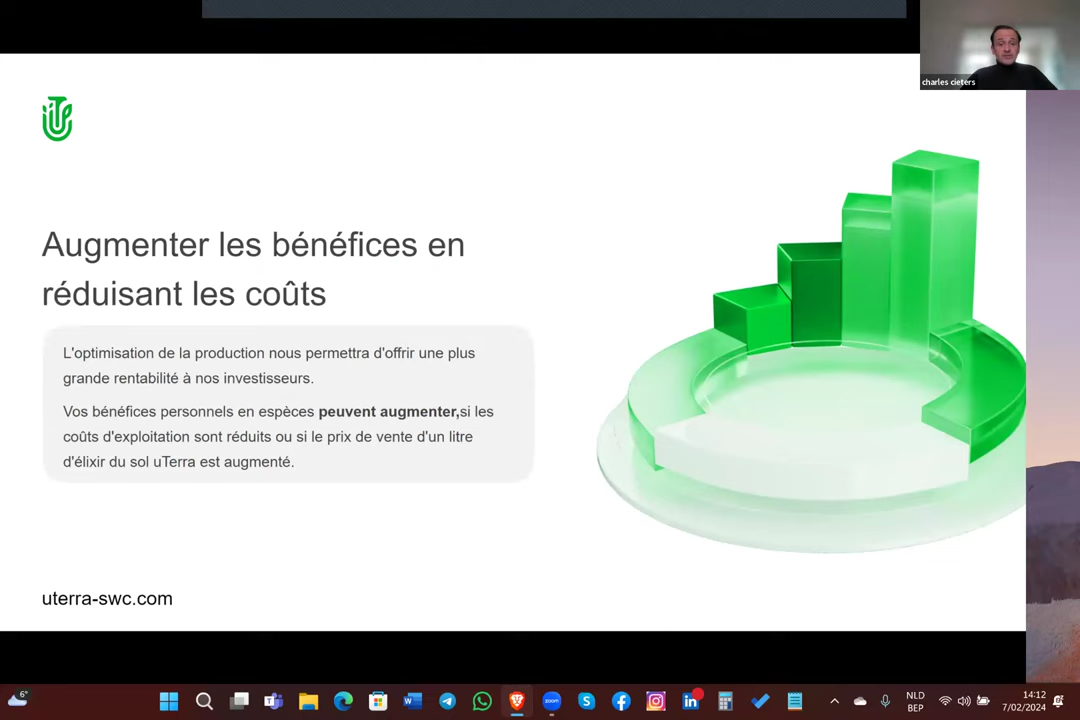 charles cieters
Augmenter les bénéfices en
réduisant les coûts
L'optimisation de la production nous permettra d'offrir une plus
grande rentabilité à nos investisseurs.
Vos bénéfices personnels en espèces peuvent augmenter,si les
coûts d'exploitation sont réduits ou si le prix de vente d'un litre
d'élixir du sol uTerra est augmenté.
uterra-swc.com
6°
zoom
NLD
BEP
14:12
7/02/2024